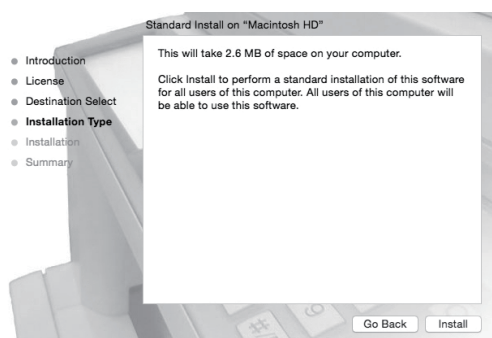 Standard Install on “Macintosh HD”
Introduction
License
Destination Select
Installation Type
Installation
Summary
This will take 2.6 MB of space on your computer.
Click Install to perform a standard installation of this software
for all users of this computer. All users of this computer will
be able to use this software.
Go Back
Install